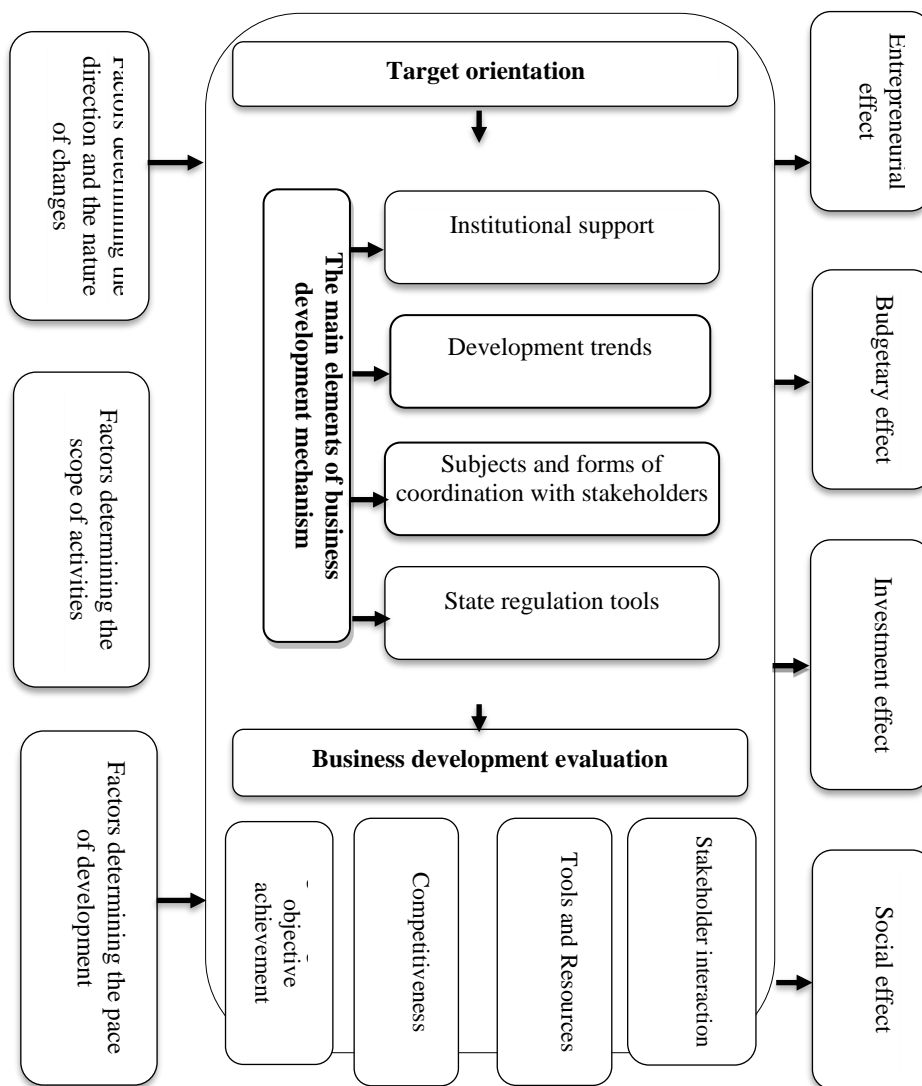 Factors determining the
direction and the nature
of changes
Factors determining the
scope of activities
Factors determining the pace
of development
Target orientation
The main elements of business
development mechanism
Institutional support
Development trends
Subjects and forms of
coordination with stakeholders
State regulation tools
Business development evaluation
objective
achievement
Competitiveness
Tools and Resources
Stakeholder interaction
Entrepreneurial
effect
Budgetary effect
Investment effect
Social effect